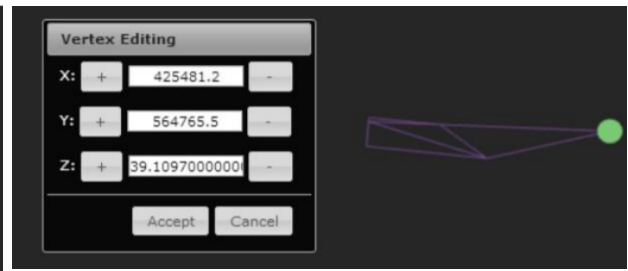 Vertex Editing
X: + 425481.2 -
Y: + 564765.5 -
Z: + 39.1097000000 -
Accept Cancel